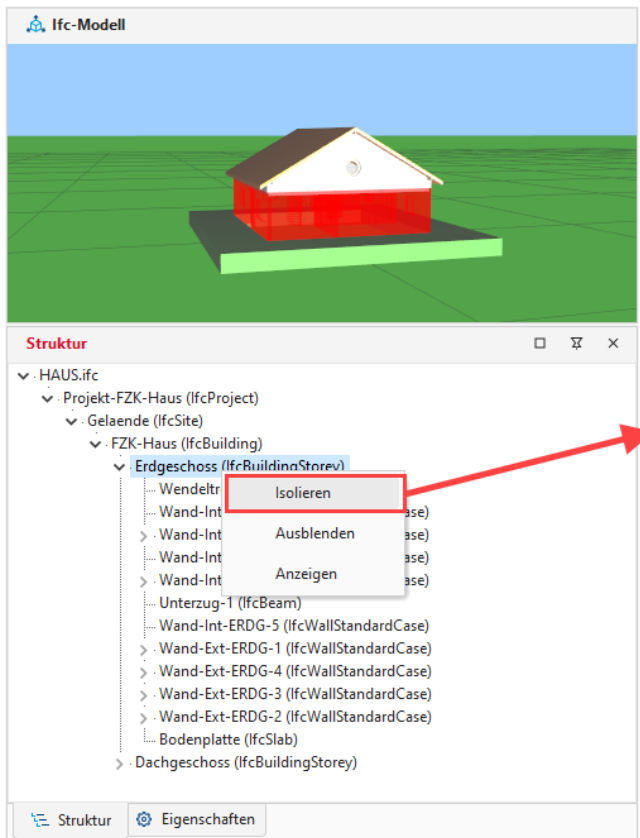 Ifc-Modell
Struktur
HAUS.ifc
Projekt-FZK-Haus (IfcProject)
Gelaende (IfcSite)
FZK-Haus (IfcBuilding)
Erdgeschoss (IfcBuildingStorey)
Isolieren
Ausblenden
Anzeigen
Unterzug-1 (IfcBeam)
Wand-Int-ERDG-5 (IfcWallStandardCase)
Wand-Ext-ERDG-1 (IfcWallStandardCase)
Wand-Ext-ERDG-4 (IfcWallStandardCase)
Wand-Ext-ERDG-3 (IfcWallStandardCase)
Wand-Ext-ERDG-2 (IfcWallStandardCase)
Bodenplatte (IfcSlab)
Dachgeschoss (IfcBuildingStorey)
Struktur Eigenschaften